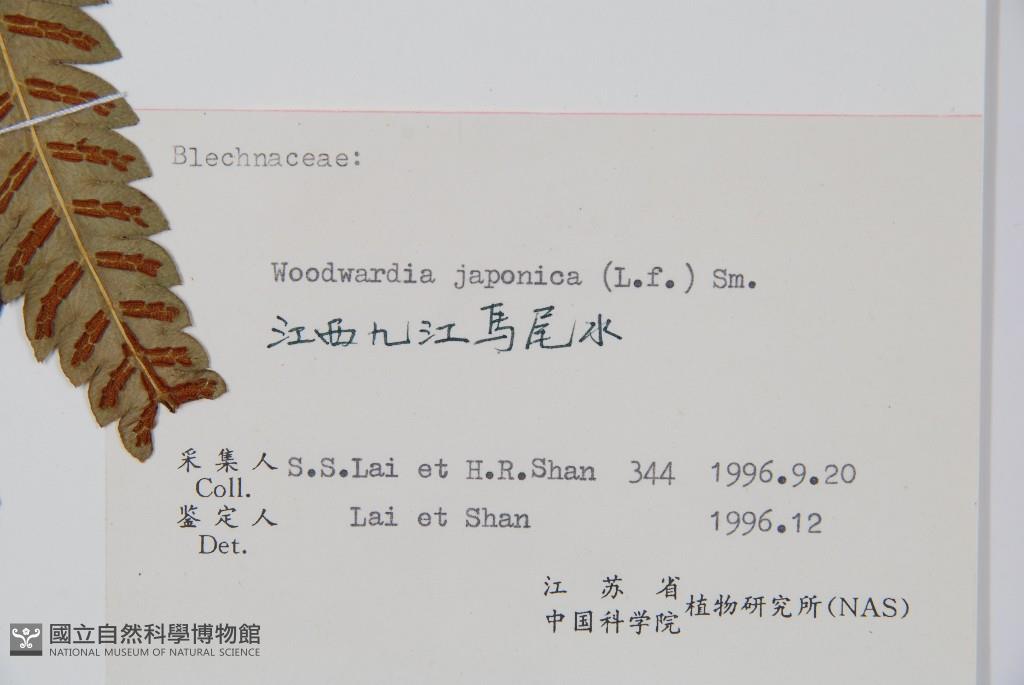 Blechnaceae:
Woodwardia japonica (L.f.) Sm.
江西九江馬尾水
采集人 S.S.Lai et H.R.Shan 344 1996.9.20
Coll.
鉴定人 Lai et Shan 1996.12
Det.
江苏省
中国科学院 植物研究所(NAS)
國立自然科學博物館
NATIONAL MUSEUM OF NATURAL SCIENCE